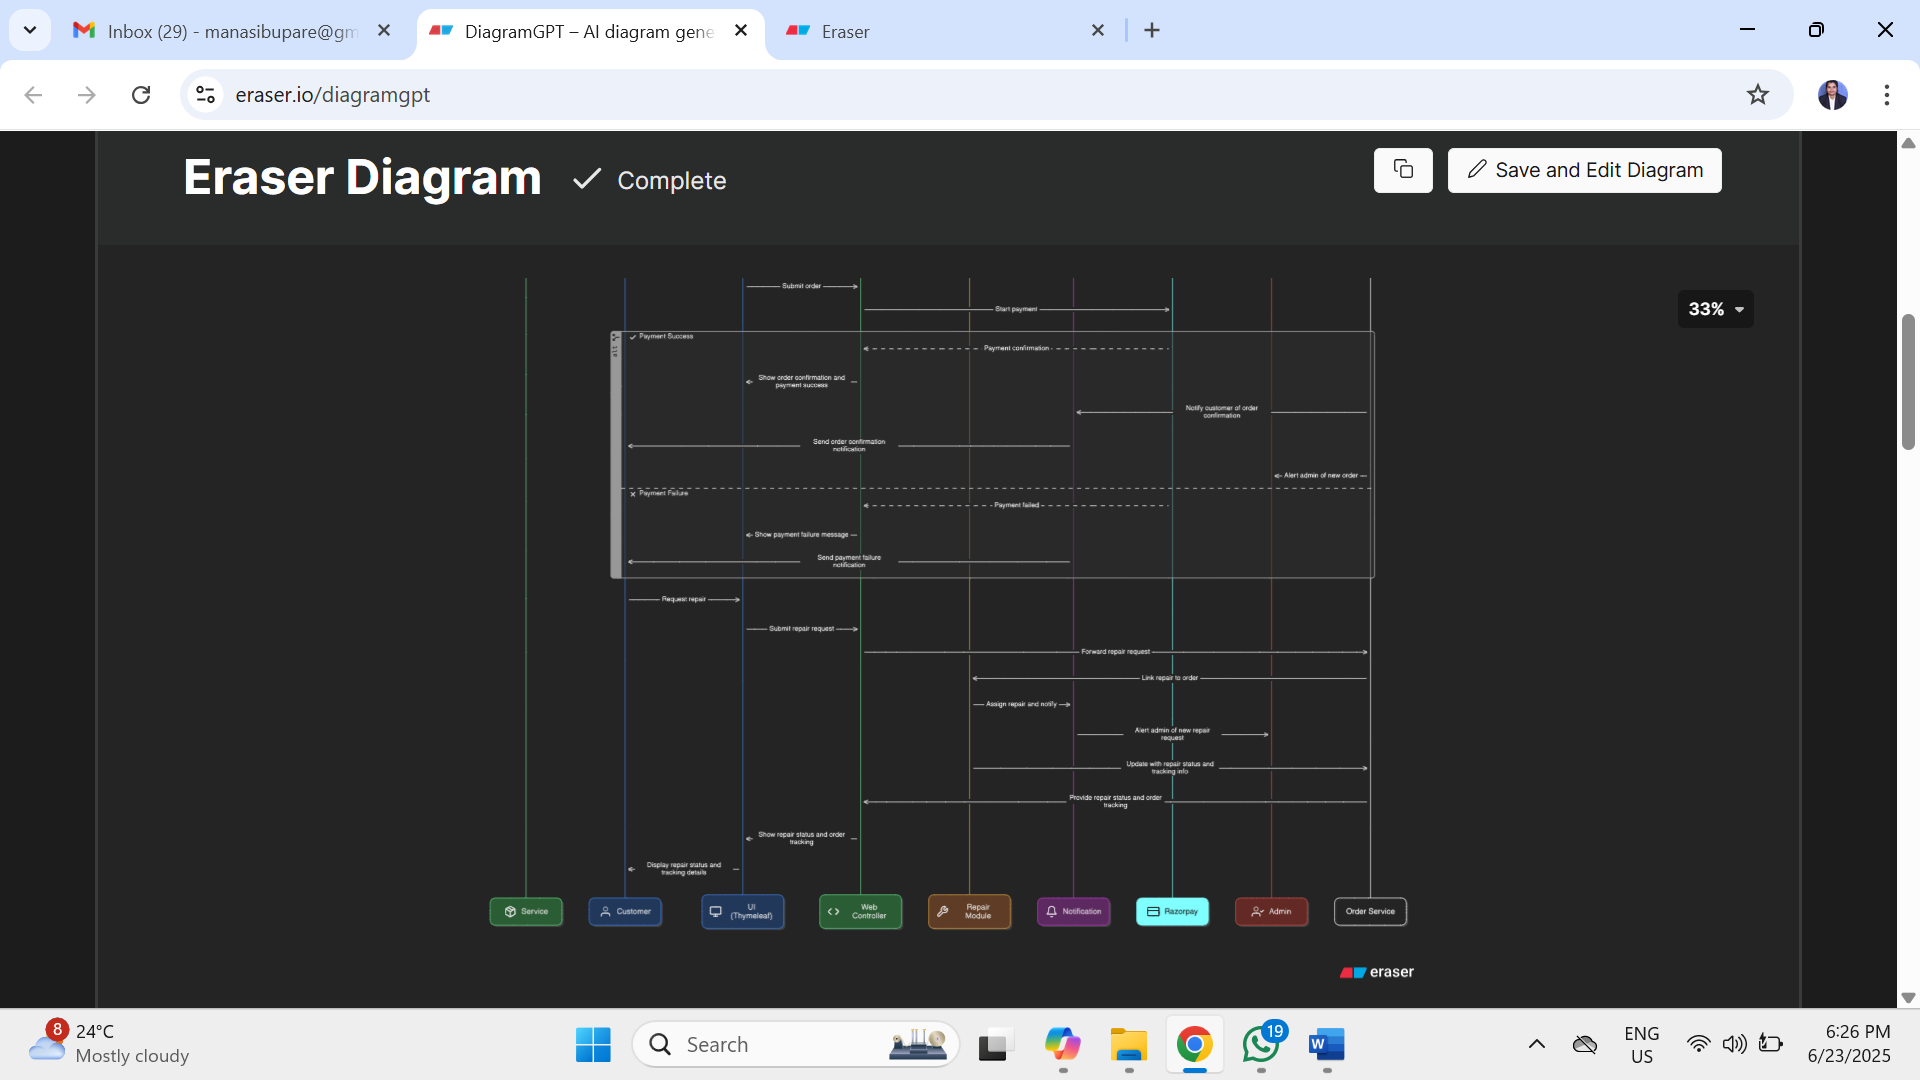 Inbox (29) - manasibupare@gm
DiagramGPT – AI diagram gene
Eraser
eraser.io/diagramgpt
Eraser Diagram
Complete
Save and Edit Diagram
33%
Submit order
Start payment
alt
Payment Success
Payment confirmation
Show order confirmation and
payment success
Notify customer of order
confirmation
Send order confirmation
notification
Alert admin of new order
Payment Failure
Payment failed
Show payment failure message
Send payment failure
notification
Request repair
Submit repair request
Forward repair request
Link repair to order
Assign repair and notify
Alert admin of new repair
request
Update with repair status and
tracking info
Provide repair status and order
tracking
Show repair status and order
tracking
Display repair status and
tracking details
Service
Customer
UI
(Thymeleaf)
Web
Controller
Repair
Module
Notification
Razorpay
Admin
Order Service
eraser
8
24°C
Mostly cloudy
Search
19
W
ENG
US
6:26 PM
6/23/2025